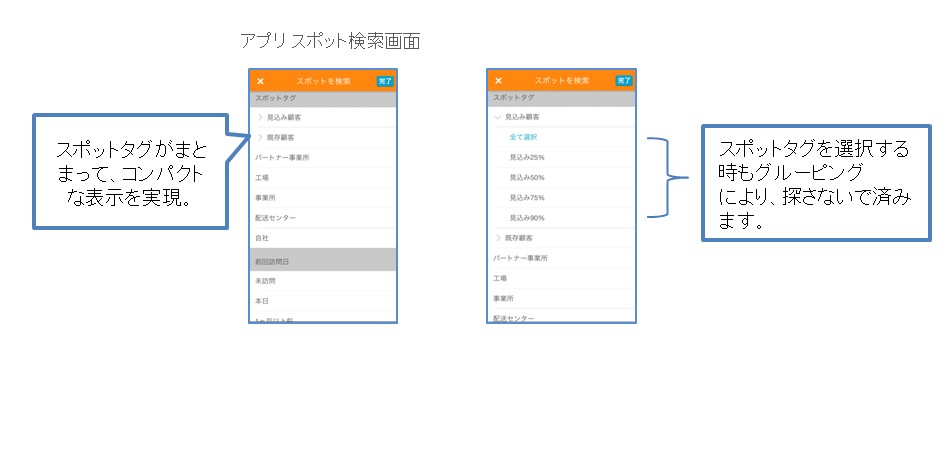 アプリ スポット検索画面
スポットタグがまと
まって、コンパクト
な表示を実現。
× スポットを検索 完了
スポットタグ
見込み顧客
既存顧客
パートナー事業所
工場
事業所
配送センター
自社
前回訪問日
未訪問
本日
× スポットを検索 完了
スポットタグ
見込み顧客
全て選択
見込み25%
見込み50%
見込み75%
見込み90%
既存顧客
パートナー事業所
工場
事業所
配送センター
スポットタグを選択する
時もグルーピング
により、探さないで済み
ます。